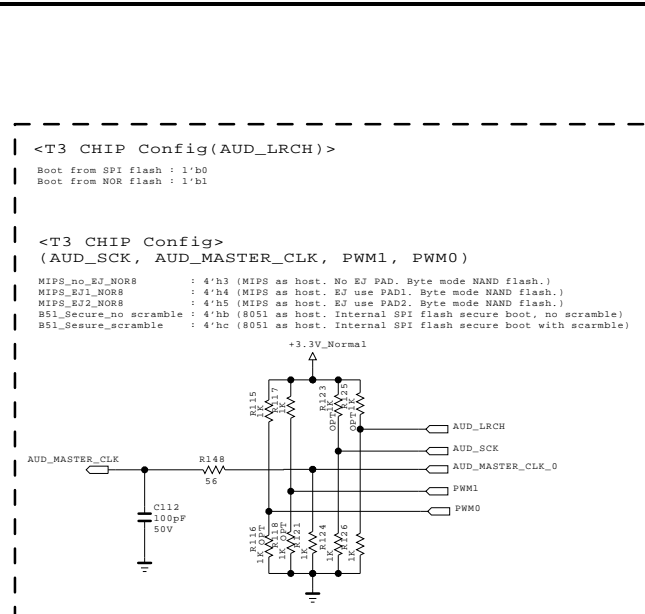 <T3 CHIP Config(AUD_LRCH)>
Boot from SPI flash : 1'b0
Boot from NOR flash : 1'b1
<T3 CHIP Config>
(AUD_SCK, AUD_MASTER_CLK, PWM1, PWM0)
MIPS_no_EJ_NOR8 : 4'h3 (MIPS as host. No EJ PAD. Byte mode NAND flash.)
MIPS_EJ1_NOR8 : 4'h4 (MIPS as host. EJ use PAD1. Byte mode NAND flash.)
MIPS_EJ2_NOR8 : 4'h5 (MIPS as host. EJ use PAD2. Byte mode NAND flash.)
B51_Secure_no scramble : 4'hb (8051 as host. Internal SPI flash secure boot, no scramble)
B51_Sesure_scramble : 4'hc (8051 as host. Internal SPI flash secure boot with scarmble)
+3.3V_Normal
R115
1K
R117
1K
R123
1K
OPT
R125
1K
OPT
AUD_LRCH
AUD_SCK
AUD_MASTER_CLK
R148
56
AUD_MASTER_CLK_0
PWM1
PWM0
C112
100pF
50V
R116
1K OPT
R118
1K OPT
R121
1K
R124
1K
R126
1K